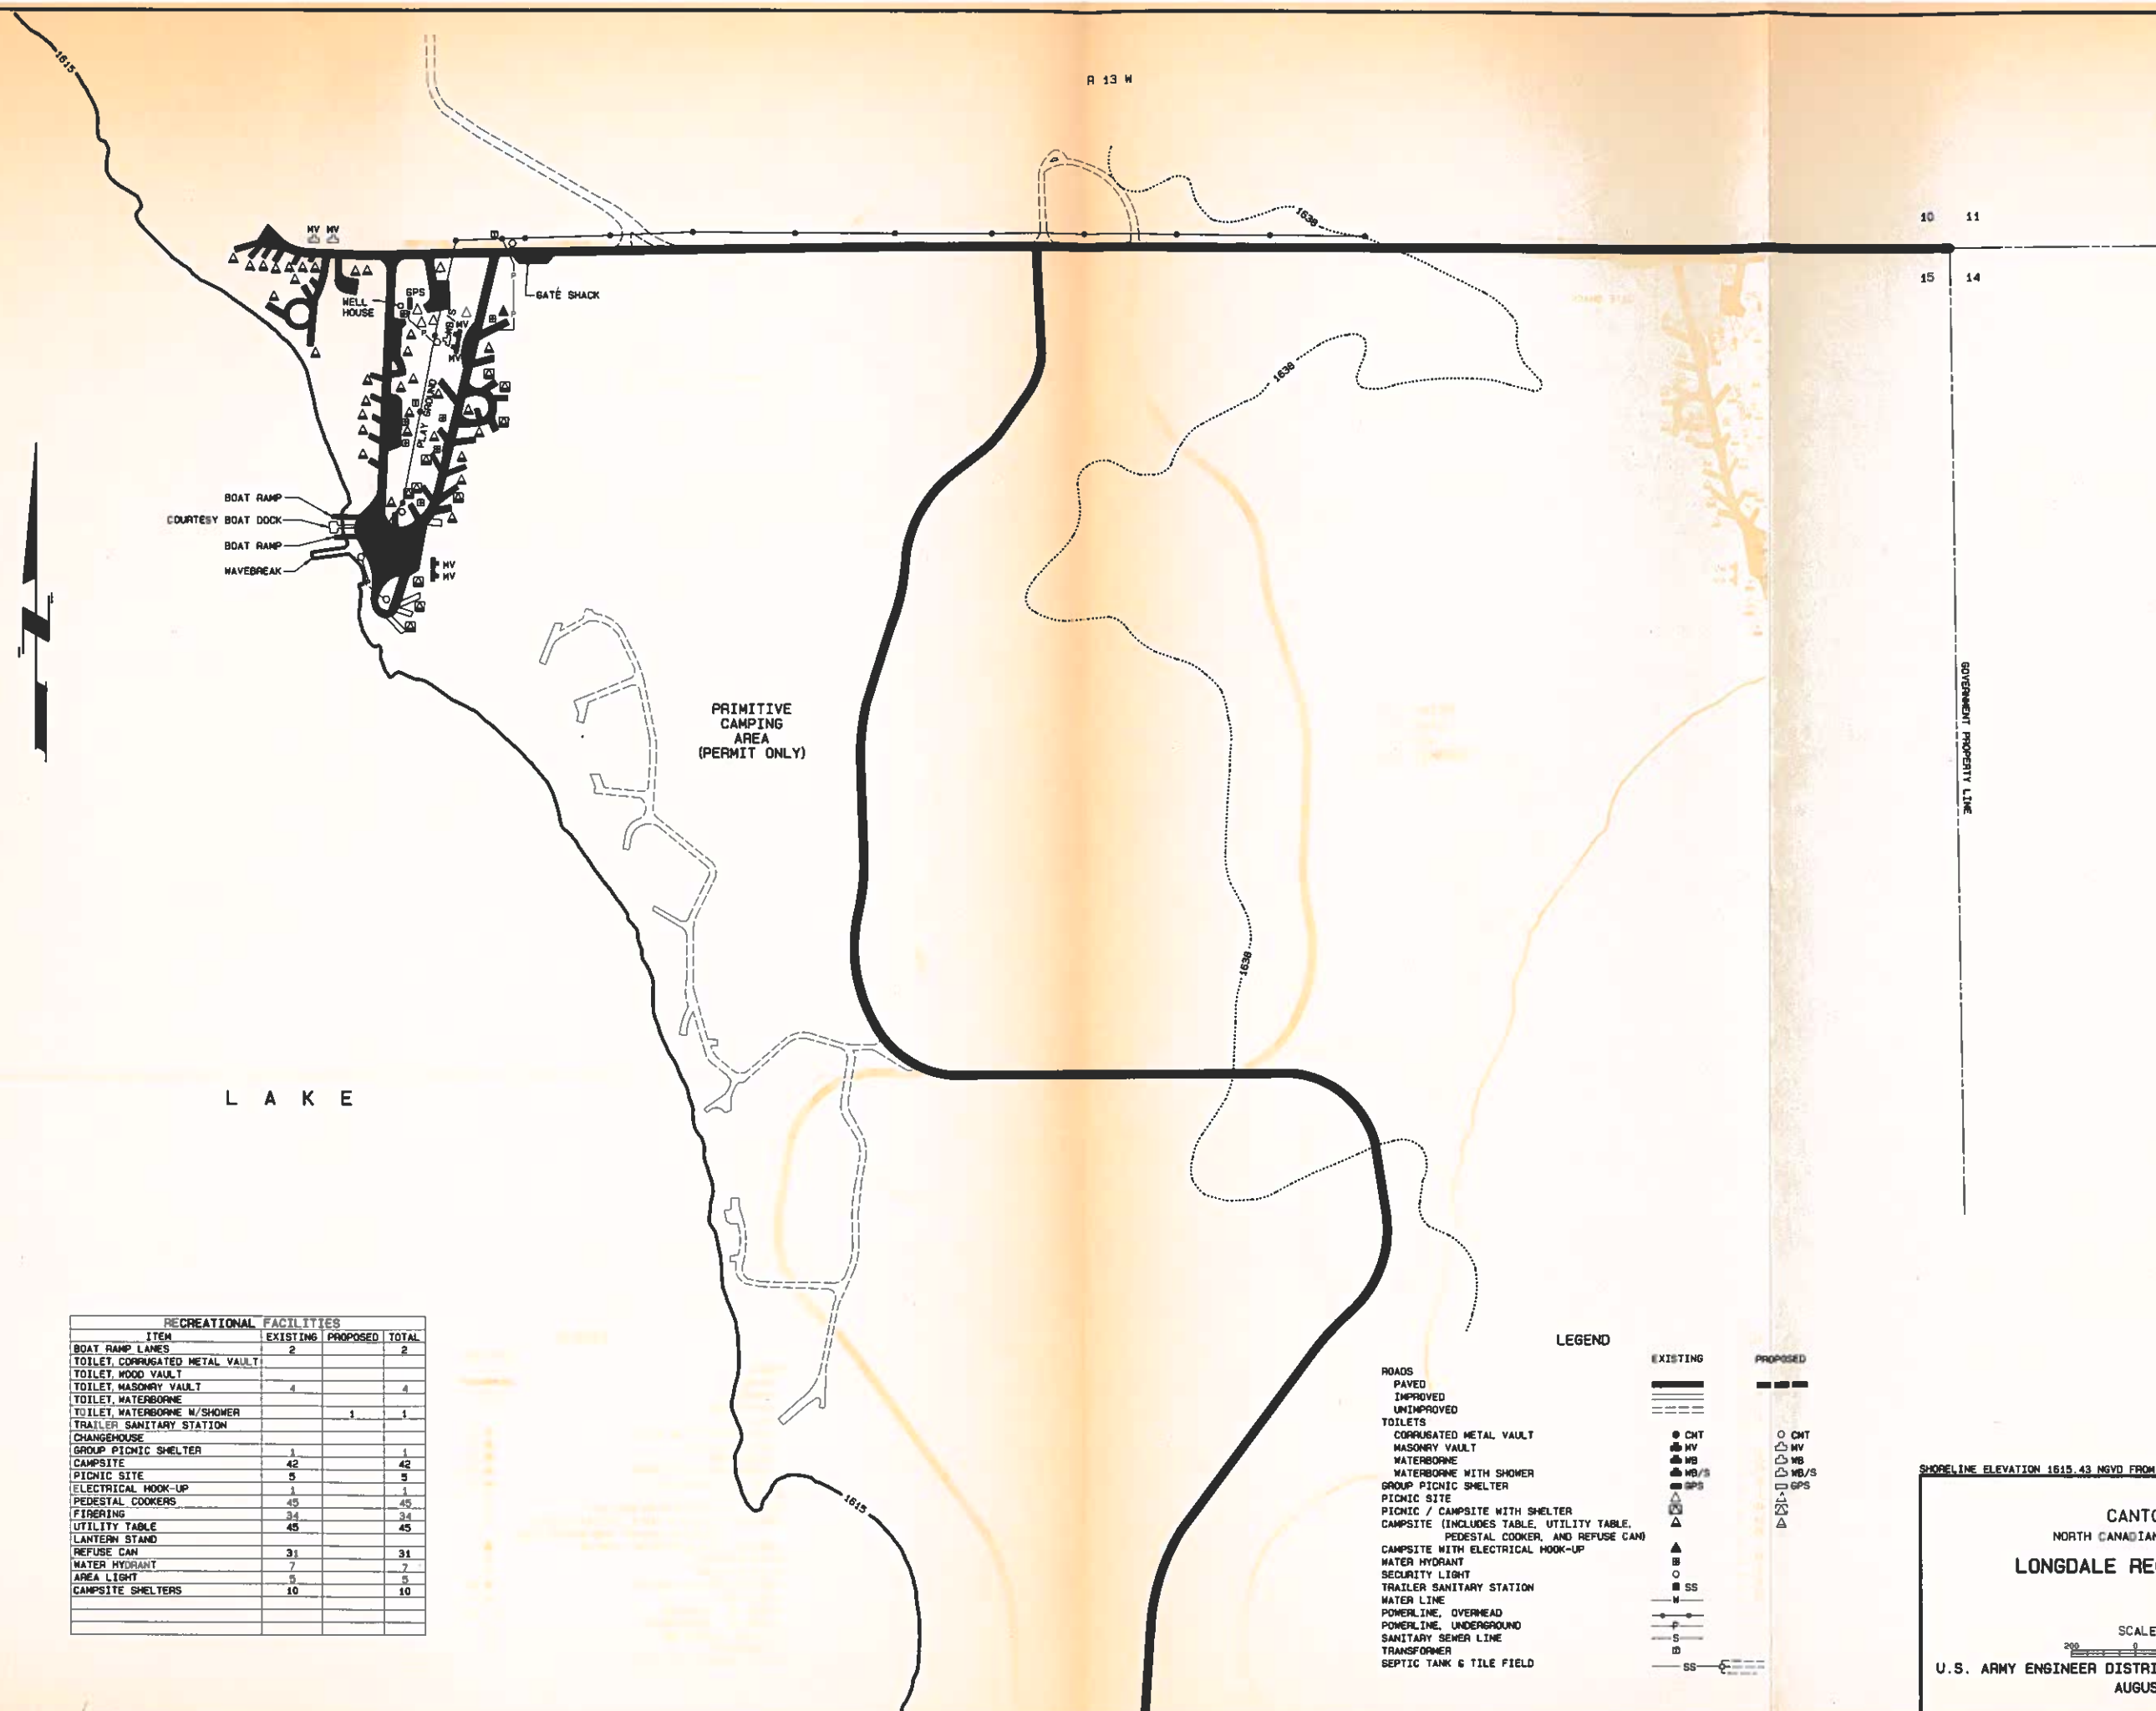 1615
R 13 W
1638
10 11
15 14
MV MV
GPS
WELL
HOUSE
GATE SHACK
MV
MV
PLAY GROUND
1638
BOAT RAMP
COURTESY BOAT DOCK
BOAT RAMP
WAVEBREAK
MV
MV
PRIMITIVE
CAMPING
AREA
(PERMIT ONLY)
GOVERNMENT PROPERTY LINE
1638
L A K E
1615
RECREATIONAL FACILITIES
ITEM EXISTING PROPOSED TOTAL
BOAT RAMP LANES 2 2
TOILET, CORRUGATED METAL VAULT
TOILET, WOOD VAULT
TOILET, MASONRY VAULT 4 4
TOILET, WATERBORNE
TOILET, WATERBORNE W/SHOWER 1 1
TRAILER SANITARY STATION
CHANGEHOUSE
GROUP PICNIC SHELTER 1 1
CAMPSITE 42 42
PICNIC SITE 5 5
ELECTRICAL HOOK-UP 1 1
PEDESTAL COOKERS 45 45
FIRERING 34 34
UTILITY TABLE 45 45
LANTERN STAND
REFUSE CAN 31 31
WATER HYDRANT 7 7
AREA LIGHT 5 5
CAMPSITE SHELTERS 10 10
LEGEND
EXISTING PROPOSED
ROADS
PAVED
IMPROVED
UNIMPROVED
TOILETS
CORRUGATED METAL VAULT CMT CMT
MASONRY VAULT MV MV
WATERBORNE WB WB
WATERBORNE WITH SHOWER WB/S WB/S
GROUP PICNIC SHELTER GPS GPS
PICNIC SITE
PICNIC / CAMPSITE WITH SHELTER
CAMPSITE (INCLUDES TABLE, UTILITY TABLE,
PEDESTAL COOKER, AND REFUSE CAN)
CAMPSITE WITH ELECTRICAL HOOK-UP
WATER HYDRANT
SECURITY LIGHT
TRAILER SANITARY STATION SS
WATER LINE W
POWERLINE, OVERHEAD
POWERLINE, UNDERGROUND P
SANITARY SEWER LINE S
TRANSFORMER
SEPTIC TANK & TILE FIELD SS
SHORELINE ELEVATION 1615.43 NGVD FROM
CANTO
NORTH CANADIAN
LONGDALE RE
SCALE
200 0
U.S. ARMY ENGINEER DISTRI
AUGUS